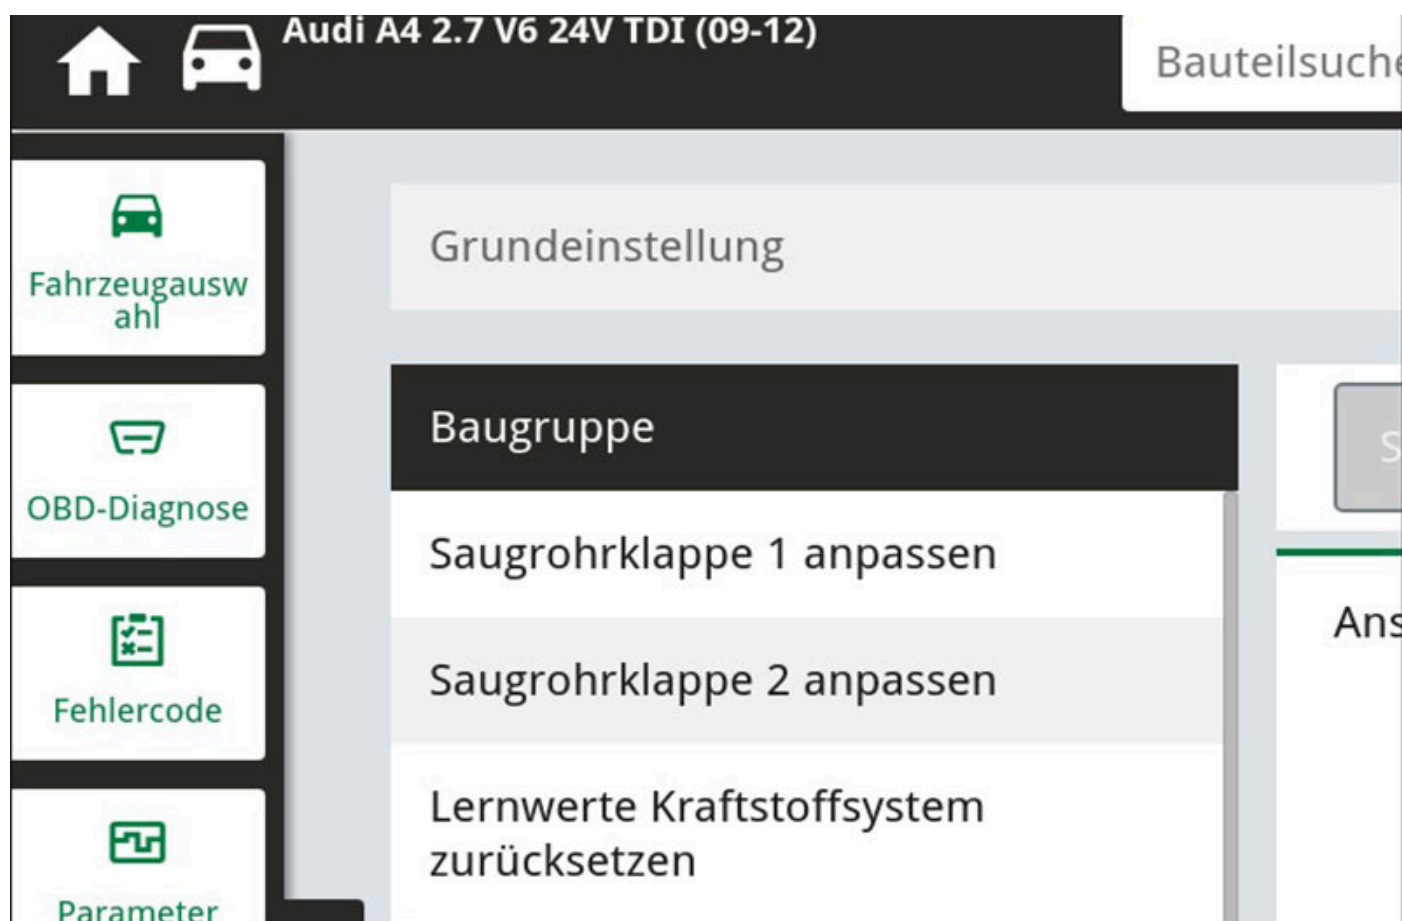 Audi A4 2.7 V6 24V TDI (09-12)
Bauteilsuche
Fahrzeugausw
ahl
OBD-Diagnose
Fehlercode
Parameter
Grundeinstellung
Baugruppe
Saugrohrklappe 1 anpassen
Saugrohrklappe 2 anpassen
Lernwerte Kraftstoffsystem
zurücksetzen